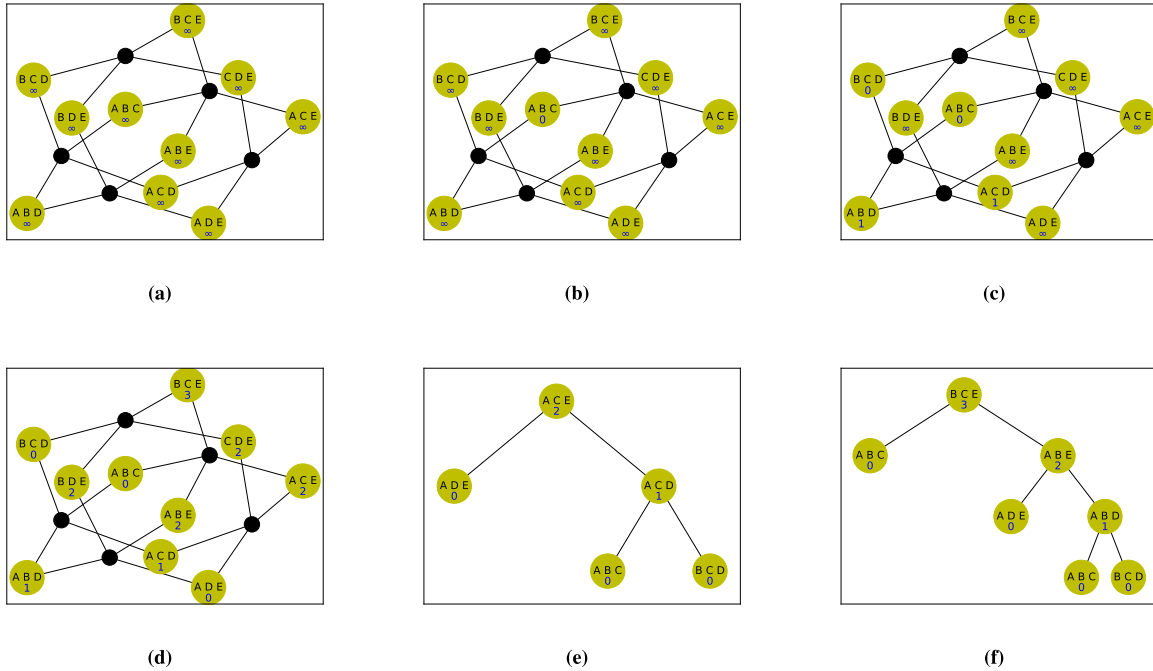 B C E
∞
B C D
∞
C D E
∞
B D E
∞
A B C
∞
A C E
∞
A B E
∞
A C D
∞
A B D
∞
A D E
∞
(a)
B C E
∞
B C D
∞
C D E
∞
B D E
∞
A B C
0
A C E
∞
A B E
∞
A C D
∞
A B D
∞
A D E
∞
(b)
B C E
∞
B C D
0
C D E
∞
B D E
∞
A B C
0
A C E
∞
A B E
∞
A C D
1
A B D
1
A D E
∞
(c)
B C E
3
B C D
0
C D E
2
B D E
2
A B C
0
A C E
2
A B E
2
A C D
1
A B D
1
A D E
0
(d)
A C E
2
A D E
0
A C D
1
A B C
0
B C D
0
(e)
B C E
3
A B C
0
A B E
2
A D E
0
A B D
1
A B C
0
B C D
0
(f)